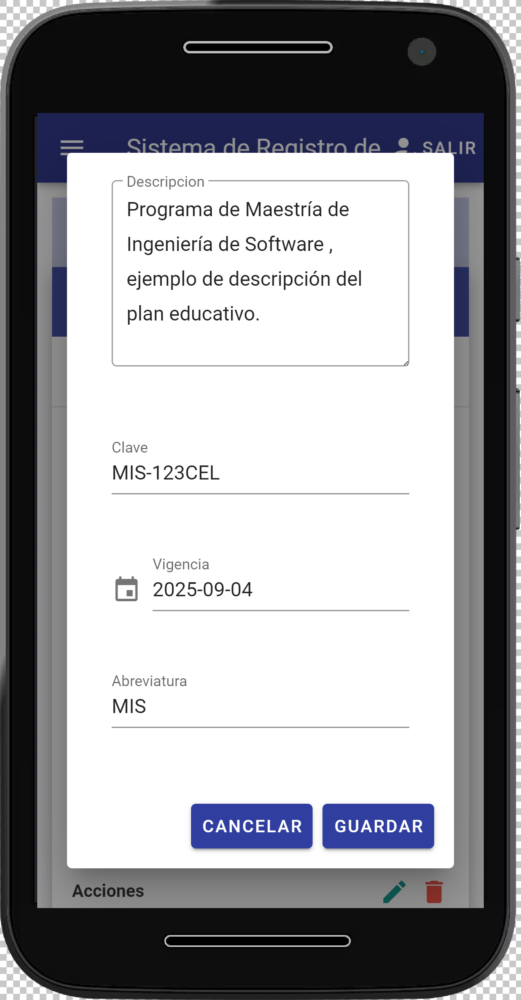 Sistema de Registro de
SALIR
Descripcion
Programa de Maestría de
Ingeniería de Software ,
ejemplo de descripción del
plan educativo.
Clave
MIS-123CEL
Vigencia
2025-09-04
Abreviatura
MIS
CANCELAR
GUARDAR
Acciones